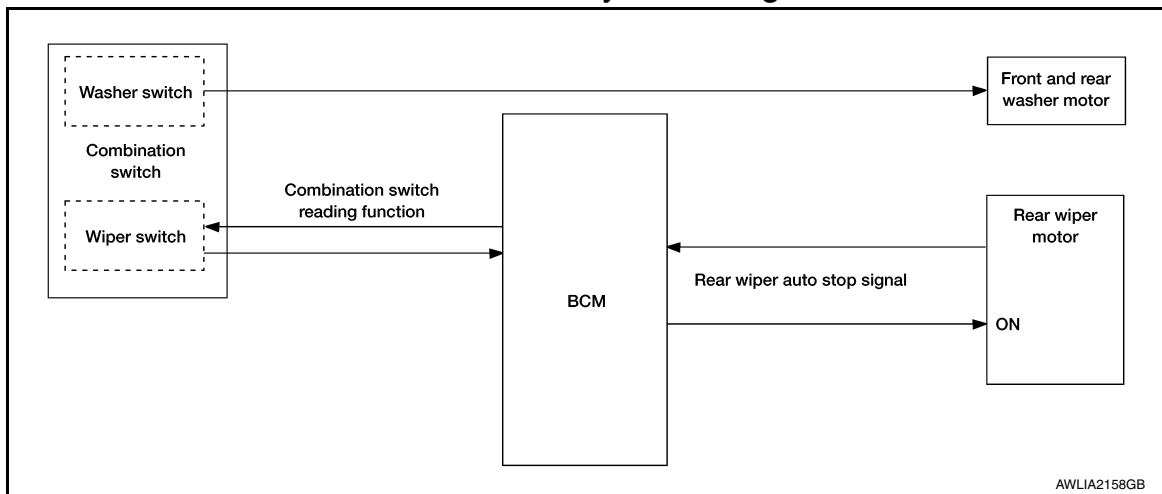 Washer switch
Combination
switch
Wiper switch
Combination switch
reading function
BCM
Front and rear
washer motor
Rear wiper
motor
Rear wiper auto stop signal
ON
AWLIA2158GB